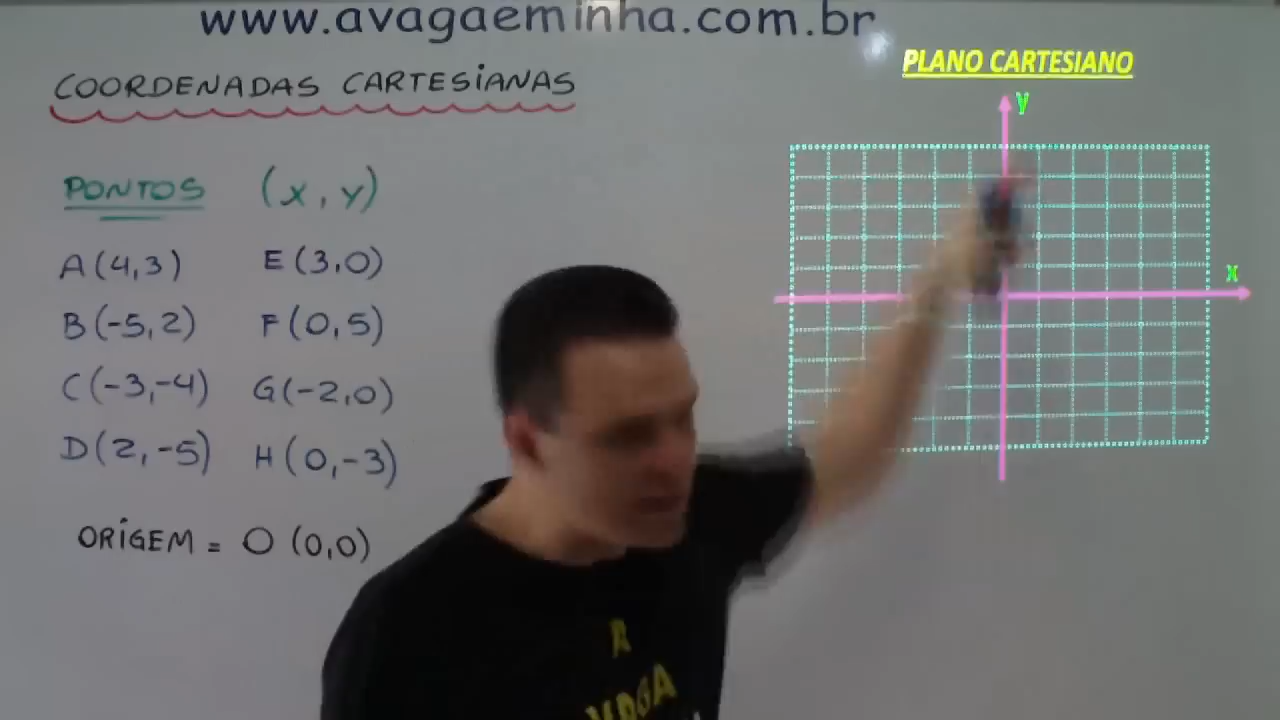 www.avagaeminha.com.br
COORDENADAS CARTESIANAS
PONTOS (x, y)
A(4,3) E(3,0)
B(-5,2) F(0,5)
C(-3,-4) G(-2,0)
D(2,-5) H(0,-3)
ORIGEM = O (0,0)
PLANO CARTESIANO
y
x
A